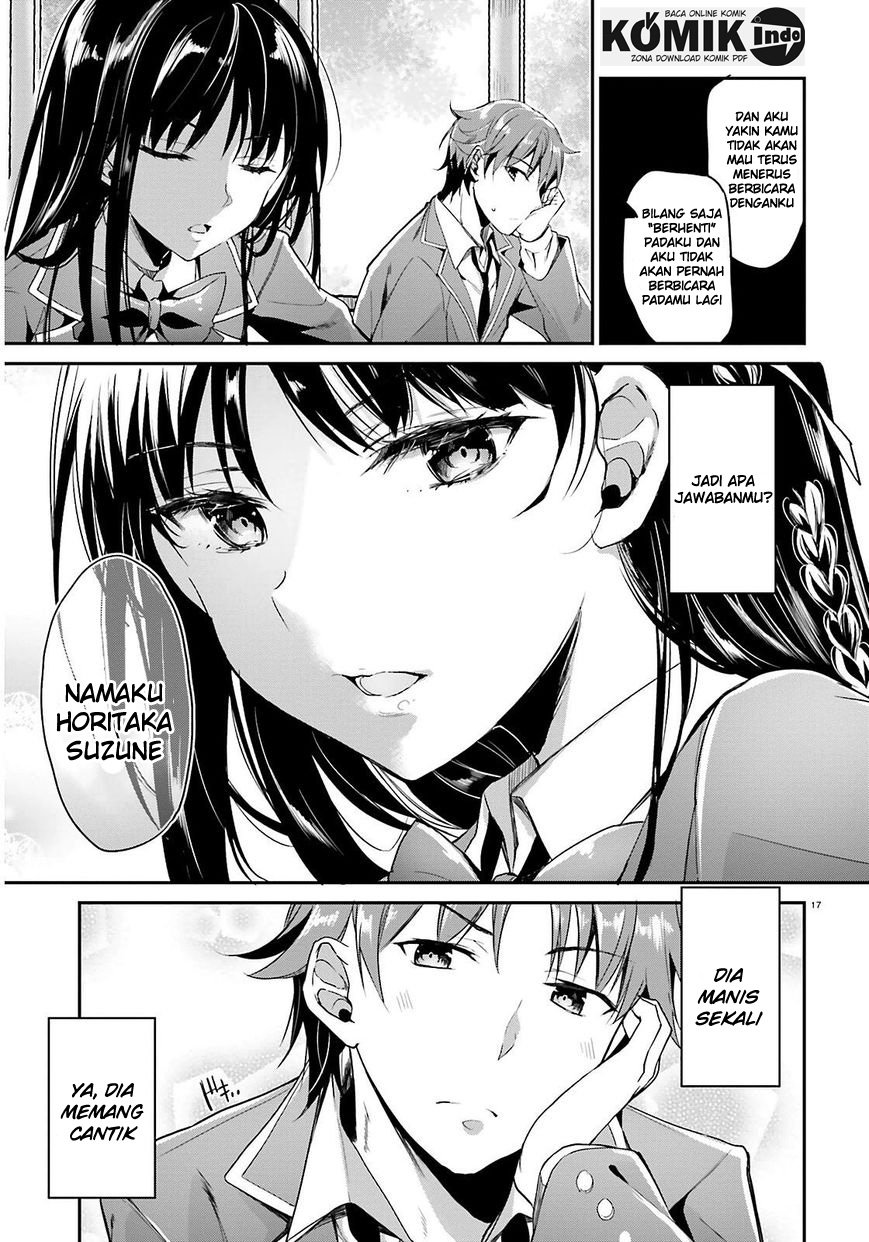 BACA ONLINE KOMIK
KOMIK indo
ZONA DOWNLOAD KOMIK PDF
DAN AKU
YAKIN KAMU
TIDAK AKAN
MAU TERUS
MENERUS
BERBICARA
DENGANKU
BILANG SAJA
"BERHENTI"
PADAKU DAN
AKU TIDAK
AKAN PERNAH
BERBICARA
PADAMU LAGI
JADI APA
JAWABANMU?
NAMAKU
HORITAKA
SUZUNE
17
DIA
MANIS
SEKALI
YA, DIA
MEMANG
CANTIK
ドキ..